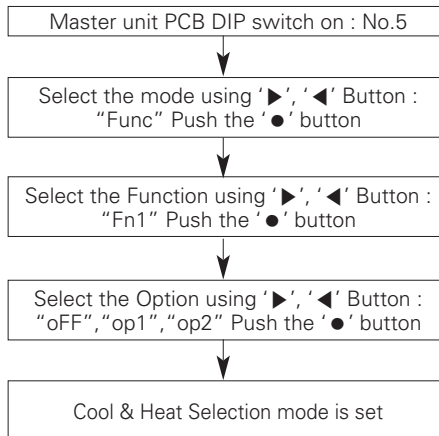 Master unit PCB DIP switch on : No.5
Select the mode using ‘▶’, ‘◀’ Button :
“Func” Push the ‘●’ button
Select the Function using ‘▶’, ‘◀’ Button :
“Fn1” Push the ‘●’ button
Select the Option using ‘▶’, ‘◀’ Button :
“oFF”,“op1”,“op2” Push the ‘●’ button
Cool & Heat Selection mode is set